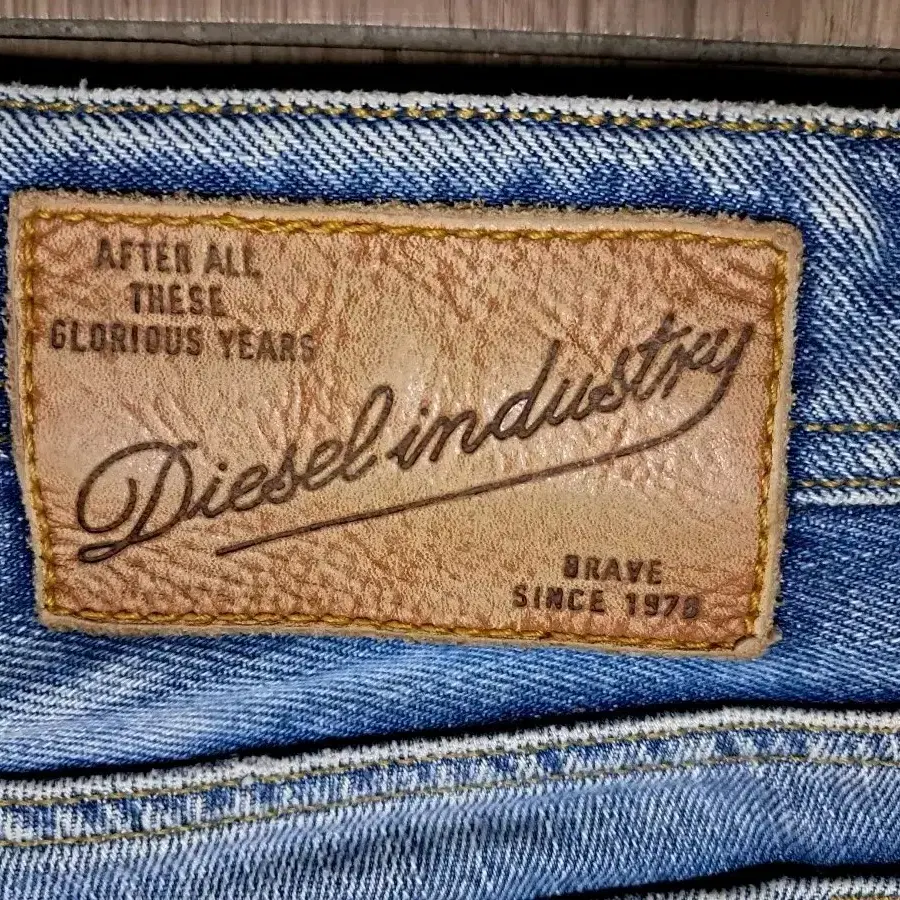 AFTER ALL
THESE
GLORIOUS YEARS
Diesel industry
BRAVE
SINCE 1978